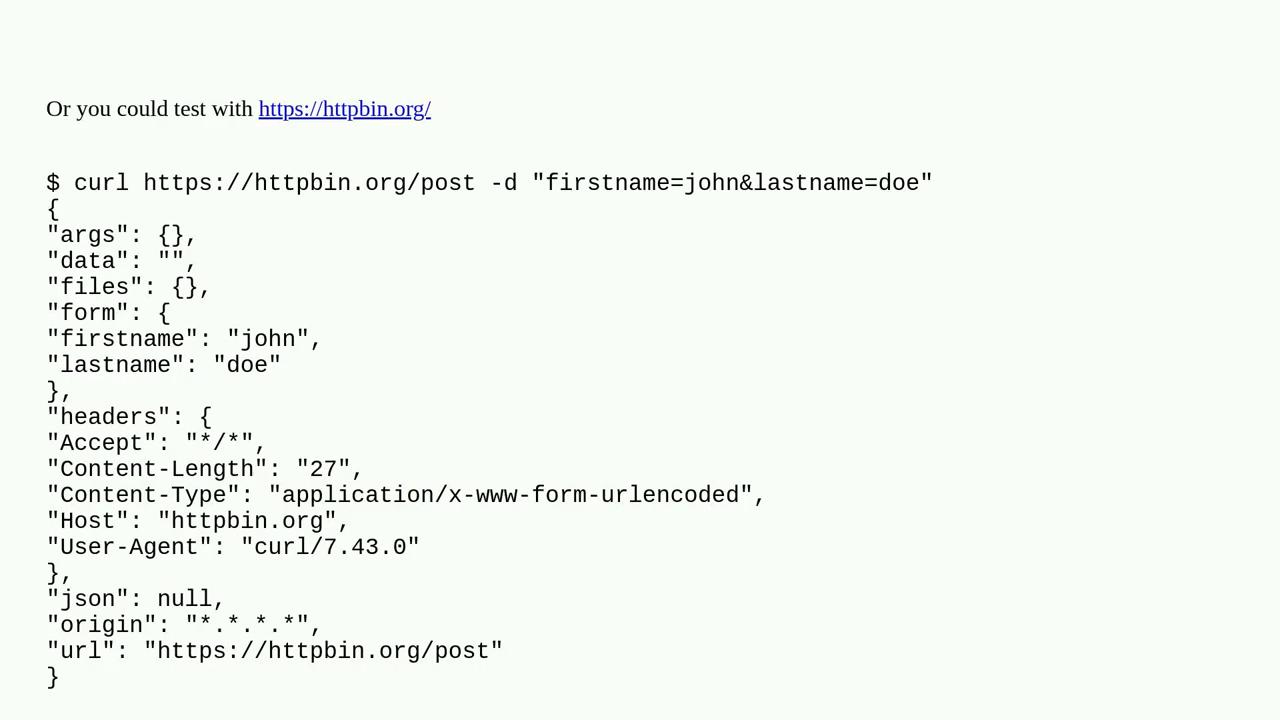 Or you could test with https://httpbin.org/
$ curl https://httpbin.org/post -d "firstname=john&lastname=doe"
{
"args": {},
"data": "",
"files": {},
"form": {
"firstname": "john",
"lastname": "doe"
},
"headers": {
"Accept": "*/*",
"Content-Length": "27",
"Content-Type": "application/x-www-form-urlencoded",
"Host": "httpbin.org",
"User-Agent": "curl/7.43.0"
},
"json": null,
"origin": "*.*.*.*",
"url": "https://httpbin.org/post"
}